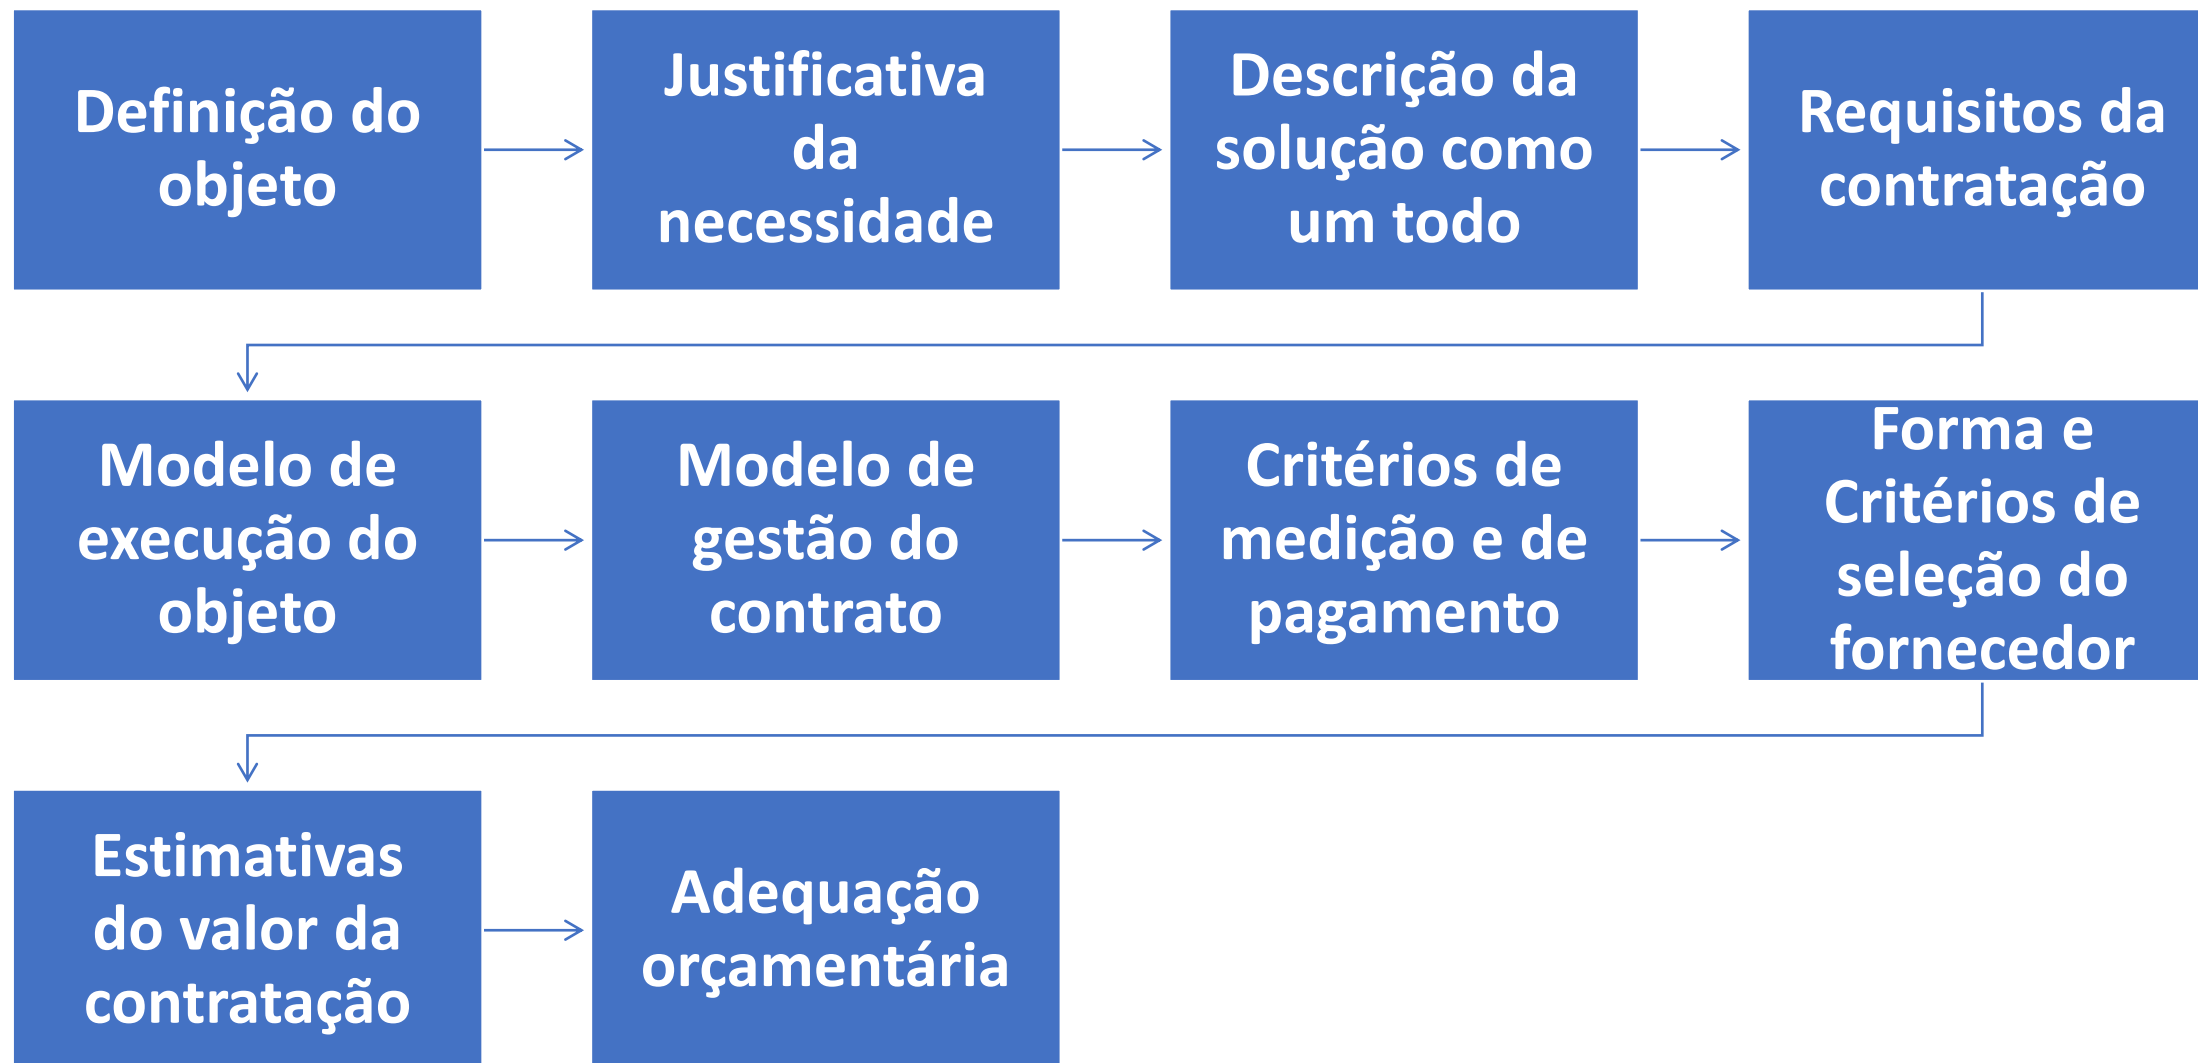 Definição do
objeto
Justificativa
da
necessidade
Descrição da
solução como
um todo
Requisitos da
contratação
Modelo de
execução do
objeto
Modelo de
gestão do
contrato
Critérios de
medição e de
pagamento
Forma e
Critérios de
seleção do
fornecedor
Estimativas
do valor da
contratação
Adequação
orçamentária